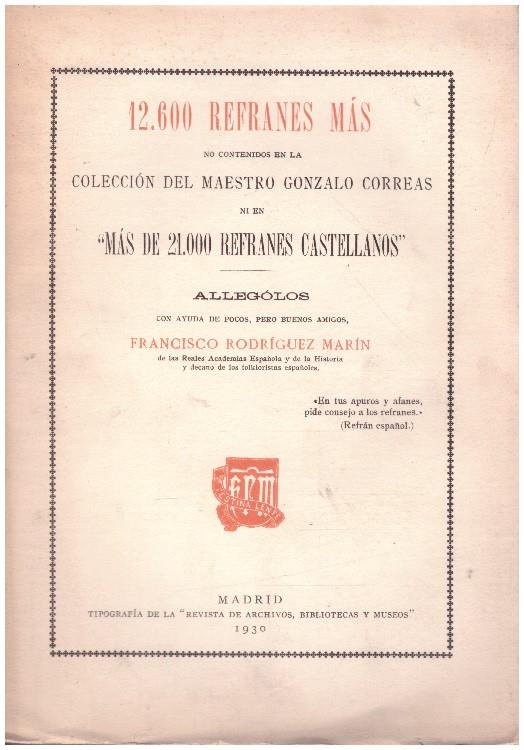 12.600 REFRANES MÁS
NO CONTENIDOS EN LA
COLECCIÓN DEL MAESTRO GONZALO CORREAS
NI EN
"MÁS DE 21.000 REFRANES CASTELLANOS"
ALLEGÓLOS
CON AYUDA DE POCOS, PERO BUENOS AMIGOS,
FRANCISCO RODRÍGUEZ MARÍN
de las Reales Academias Española y de la Historia
y decano de los folkloristas españoles.
«En tus apuros y afanes,
pide consejo a los refranes.»
(Refrán español.)
FESTINA LENTE
MADRID
TIPOGRAFÍA DE LA "REVISTA DE ARCHIVOS, BIBLIOTECAS Y MUSEOS"
1930